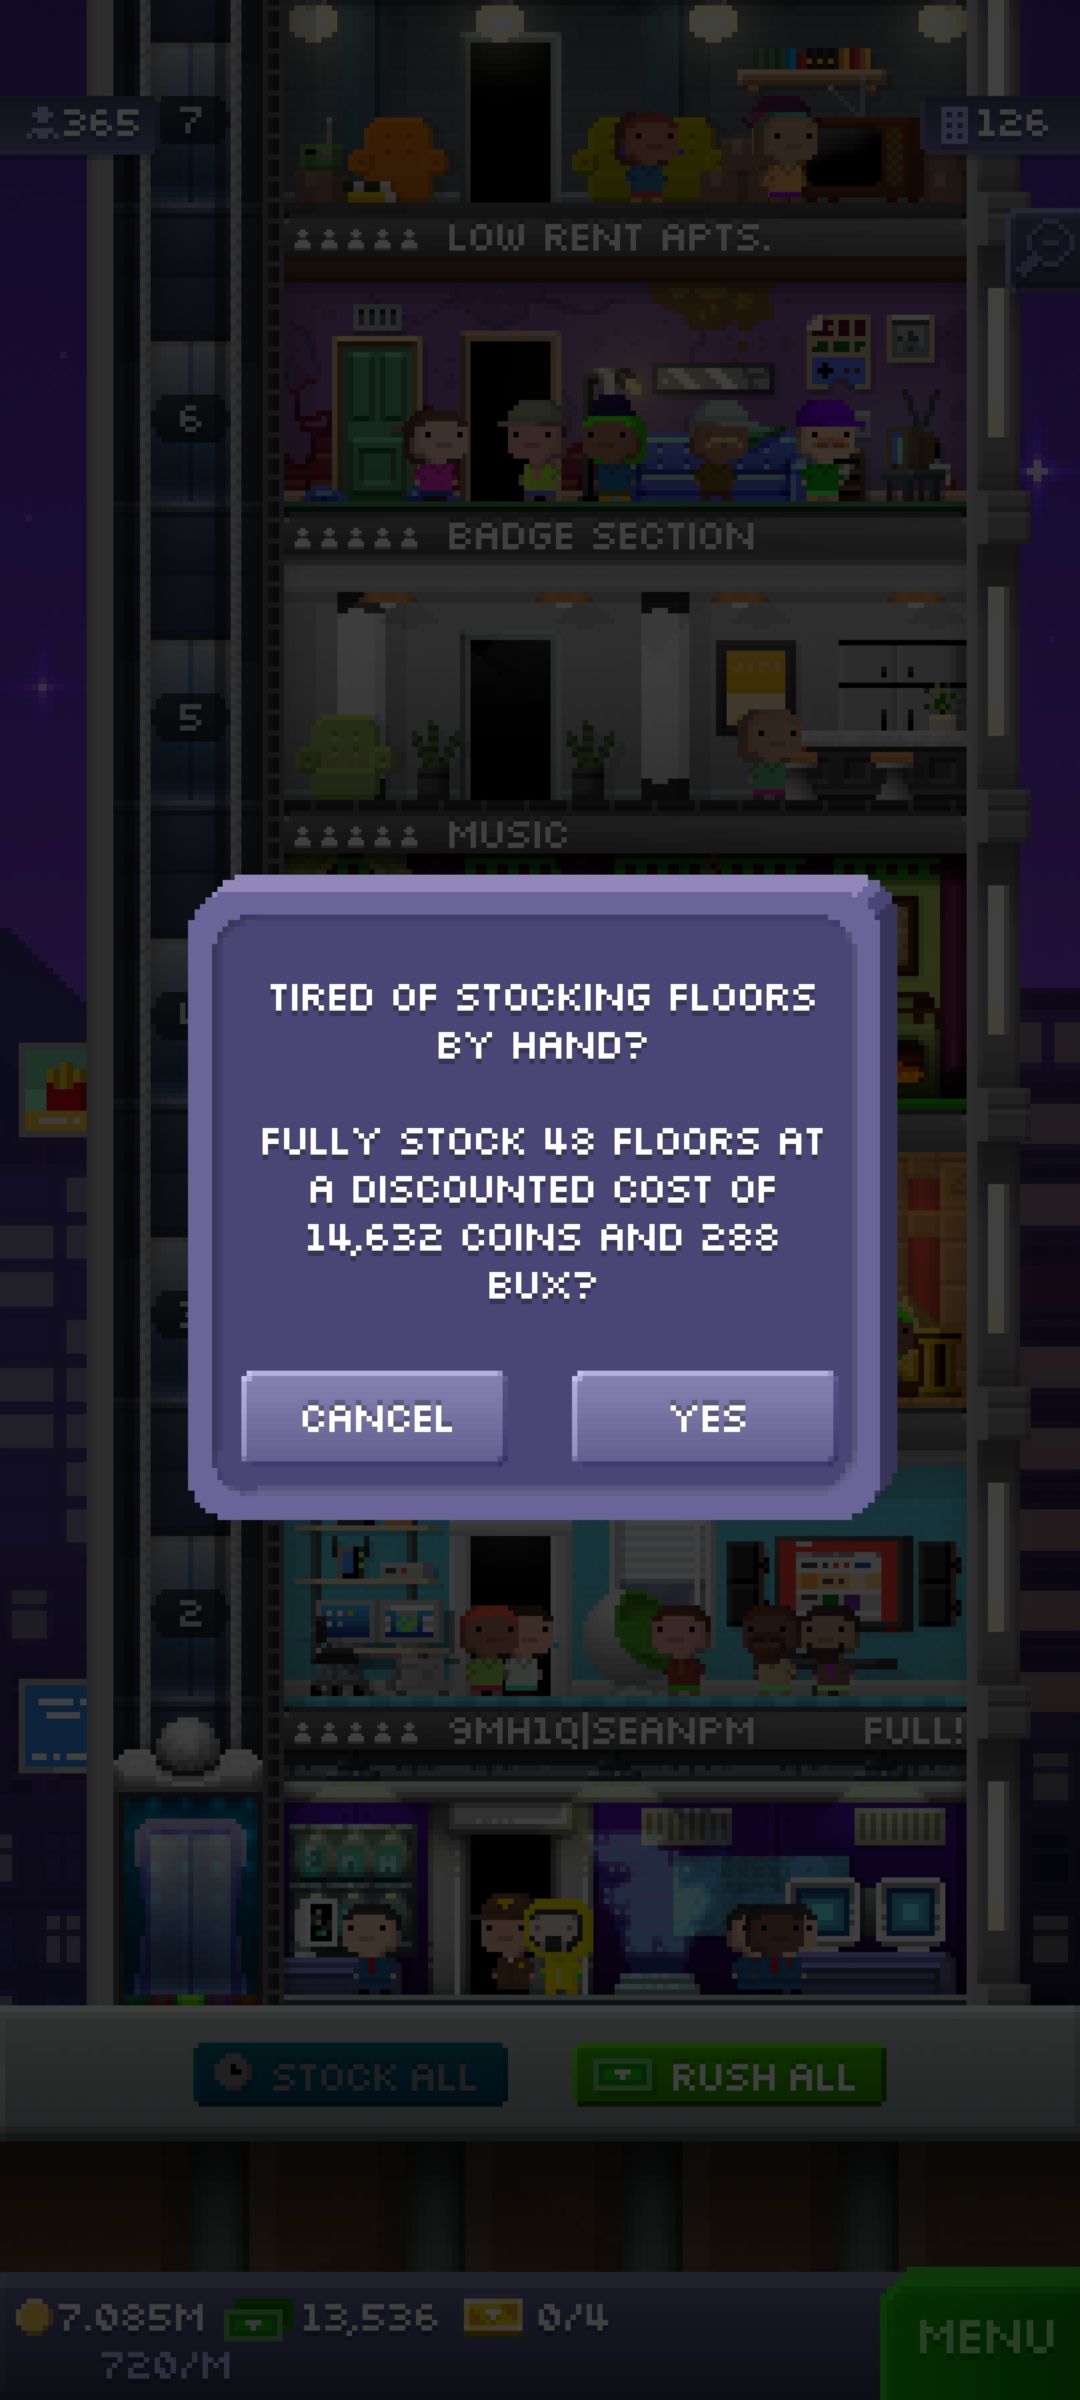 365
7
126
LOW RENT APTS.
6
BADGE SECTION
5
MUSIC
TIRED OF STOCKING FLOORS
BY HAND?
FULLY STOCK 48 FLOORS AT
A DISCOUNTED COST OF
14,632 COINS AND 288
BUX?
CANCEL
YES
2
9MH1Q|SEANPM
FULL!
STOCK ALL
RUSH ALL
7.085M
13,536
0/4
720/M
MENU